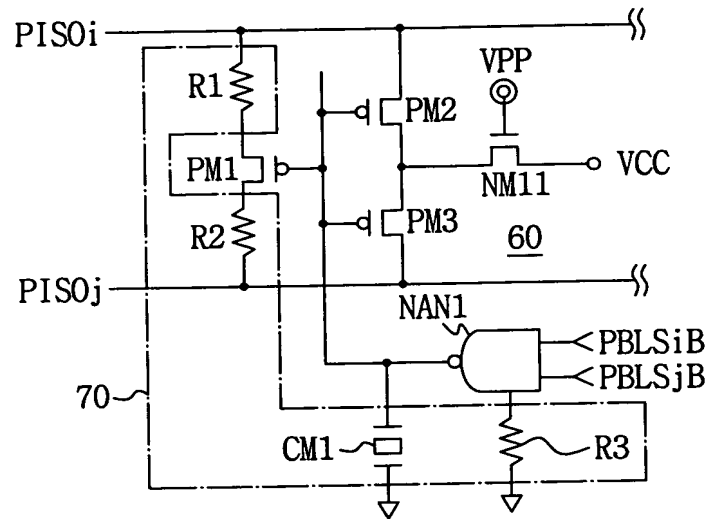 PISOi
R1
VPP
PM2
PM1
NM11
VCC
PM3
R2
60
PISOj
NAN1
PBLSiB
PBLSjB
70
CM1
R3